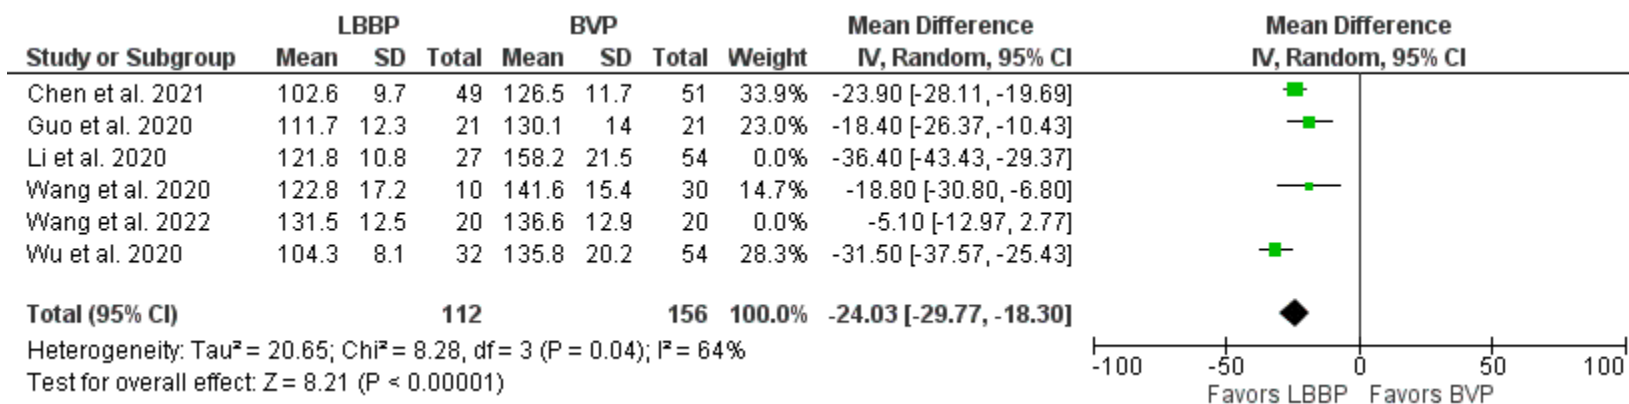 LBBP BVP Mean Difference Mean Difference
Study or Subgroup Mean SD Total Mean SD Total Weight IV, Random, 95% CI IV, Random, 95% CI
Chen et al. 2021 102.6 9.7 49 126.5 11.7 51 33.9% -23.90 [-28.11, -19.69]
Guo et al. 2020 111.7 12.3 21 130.1 14 21 23.0% -18.40 [-26.37, -10.43]
Li et al. 2020 121.8 10.8 27 158.2 21.5 54 0.0% -36.40 [-43.43, -29.37]
Wang et al. 2020 122.8 17.2 10 141.6 15.4 30 14.7% -18.80 [-30.80, -6.80]
Wang et al. 2022 131.5 12.5 20 136.6 12.9 20 0.0% -5.10 [-12.97, 2.77]
Wu et al. 2020 104.3 8.1 32 135.8 20.2 54 28.3% -31.50 [-37.57, -25.43]
Total (95% CI) 112 156 100.0% -24.03 [-29.77, -18.30]
Heterogeneity: Tau² = 20.65; Chi² = 8.28, df = 3 (P = 0.04); I² = 64%
Test for overall effect: Z = 8.21 (P < 0.00001)
-100 -50 0 50 100
Favors LBBP Favors BVP